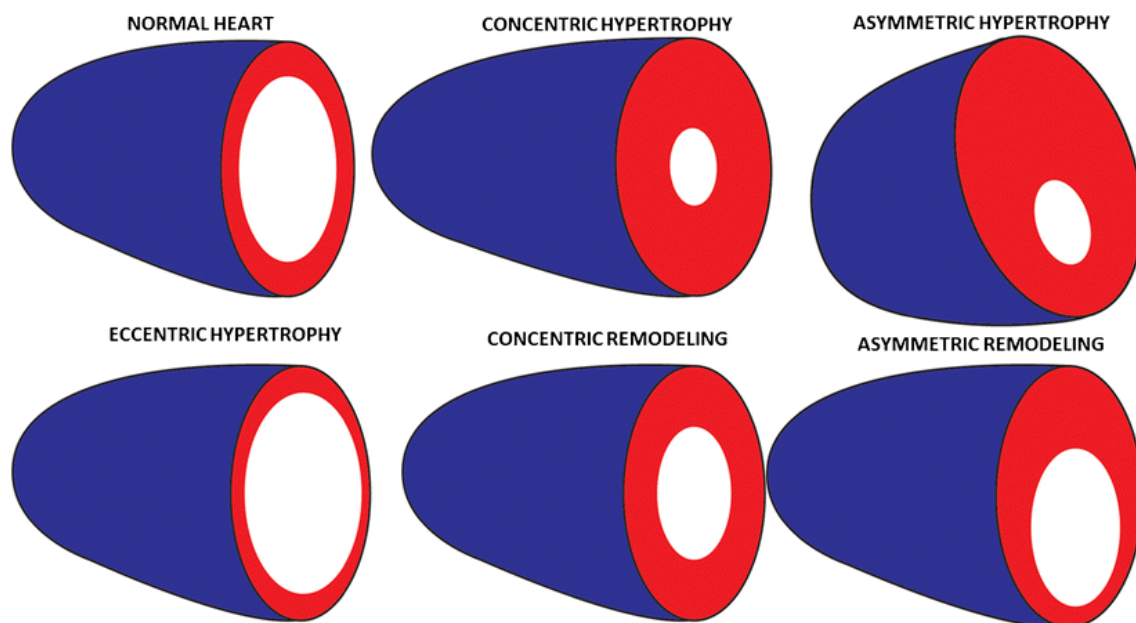 NORMAL HEART
CONCENTRIC HYPERTROPHY
ASYMMETRIC HYPERTROPHY
ECCENTRIC HYPERTROPHY
CONCENTRIC REMODELING
ASYMMETRIC REMODELING